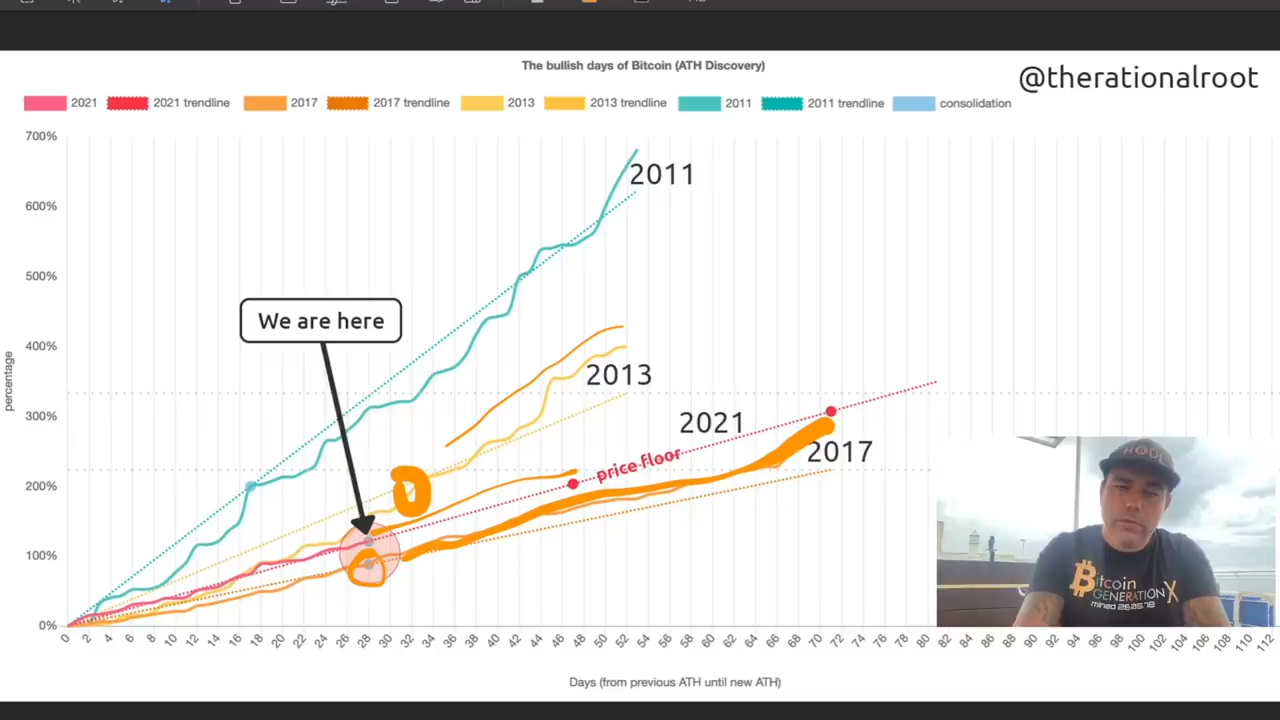 The bullish days of Bitcoin (ATH Discovery)
@therationalroot
2021 2021 trendline 2017 2017 trendline 2013 2013 trendline 2011 2011 trendline consolidation
700%
600%
500%
400%
300%
200%
100%
0%
percentage
2011
We are here
2013
2021
price floor
2017
0 2 4 6 8 10 12 14 16 18 20 22 24 26 28 30 32 34 36 38 40 42 44 46 48 50 52 54 56 58 60 62 64 66 68 70 72 74 76 78 80 82 84 86 88 90 92 94 96 98 100 102 104 106 108 110 112
Days (from previous ATH until new ATH)
HODL
Bitcoin
GENERATION X